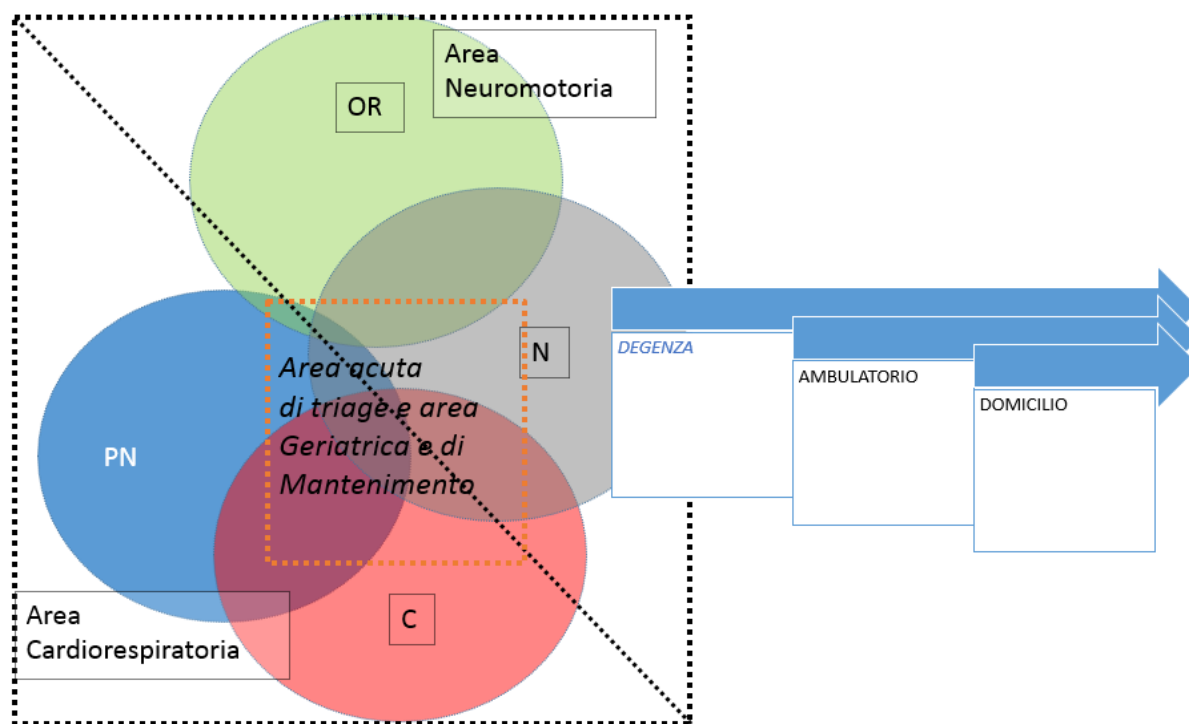 Area
Neuromotoria
OR
N
DEGENZA
AMBULATORIO
DOMICILIO
Area acuta
di triage e area
Geriatrica e di
Mantenimento
PN
C
Area
Cardiorespiratoria